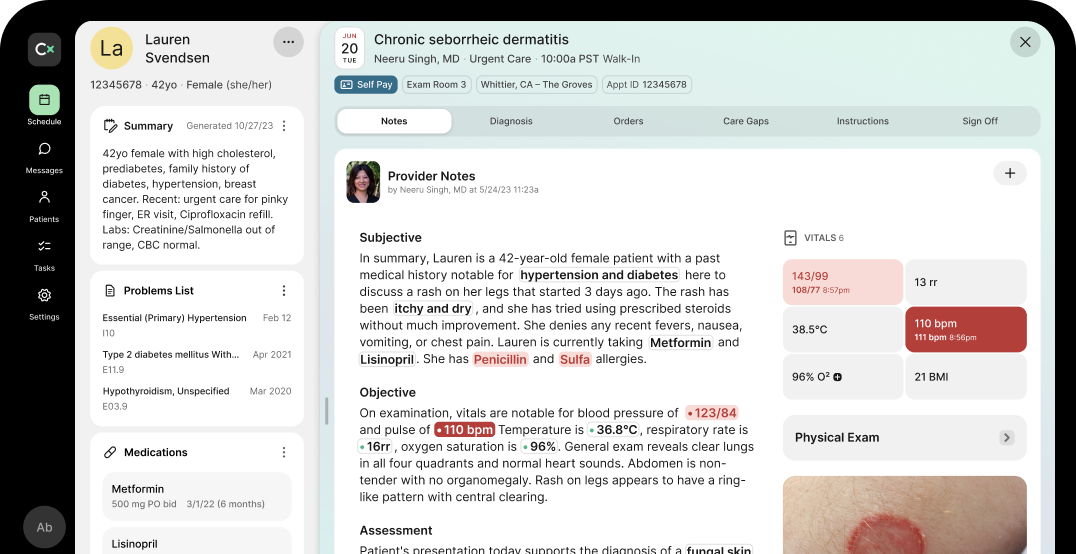 Cx
Schedule
Messages
Patients
Tasks
Settings
Ab
La
Lauren
Svendsen
12345678 · 42yo · Female (she/her)
Summary
Generated 10/27/23
42yo female with high cholesterol,
prediabetes, family history of
diabetes, hypertension, breast
cancer. Recent: urgent care for pinky
finger, ER visit, Ciprofloxacin refill.
Labs: Creatinine/Salmonella out of
range, CBC normal.
Problems List
Essential (Primary) Hypertension Feb 12
I10
Type 2 diabetes mellitus With... Apr 2021
E11.9
Hypothyroidism, Unspecified Mar 2020
E03.9
Medications
Metformin
500 mg PO bid 3/1/22 (6 months)
Lisinopril
JUN
20
TUE
Chronic seborrheic dermatitis
Neeru Singh, MD · Urgent Care · 10:00a PST Walk-In
Self Pay
Exam Room 3
Whittier, CA – The Groves
Appt ID 12345678
Notes
Diagnosis
Orders
Care Gaps
Instructions
Sign Off
Provider Notes
by Neeru Singh, MD at 5/24/23 11:23a
Subjective
In summary, Lauren is a 42-year-old female patient with a past
medical history notable for hypertension and diabetes here to
discuss a rash on her legs that started 3 days ago. The rash has
been itchy and dry , and she has tried using prescribed steroids
without much improvement. She denies any recent fevers, nausea,
vomiting, or chest pain. Lauren is currently taking Metformin and
Lisinopril . She has Penicillin and Sulfa allergies.
Objective
On examination, vitals are notable for blood pressure of • 123/84
and pulse of • 110 bpm Temperature is • 36.8°C , respiratory rate is
• 16rr , oxygen saturation is • 96% . General exam reveals clear lungs
in all four quadrants and normal heart sounds. Abdomen is non-
tender with no organomegaly. Rash on legs appears to have a ring-
like pattern with central clearing.
Assessment
Patient's presentation today supports the diagnosis of a fungal skin
VITALS 6
143/99
108/77 8:57pm
13 rr
38.5°C
110 bpm
111 bpm 8:56pm
96% O²
21 BMI
Physical Exam